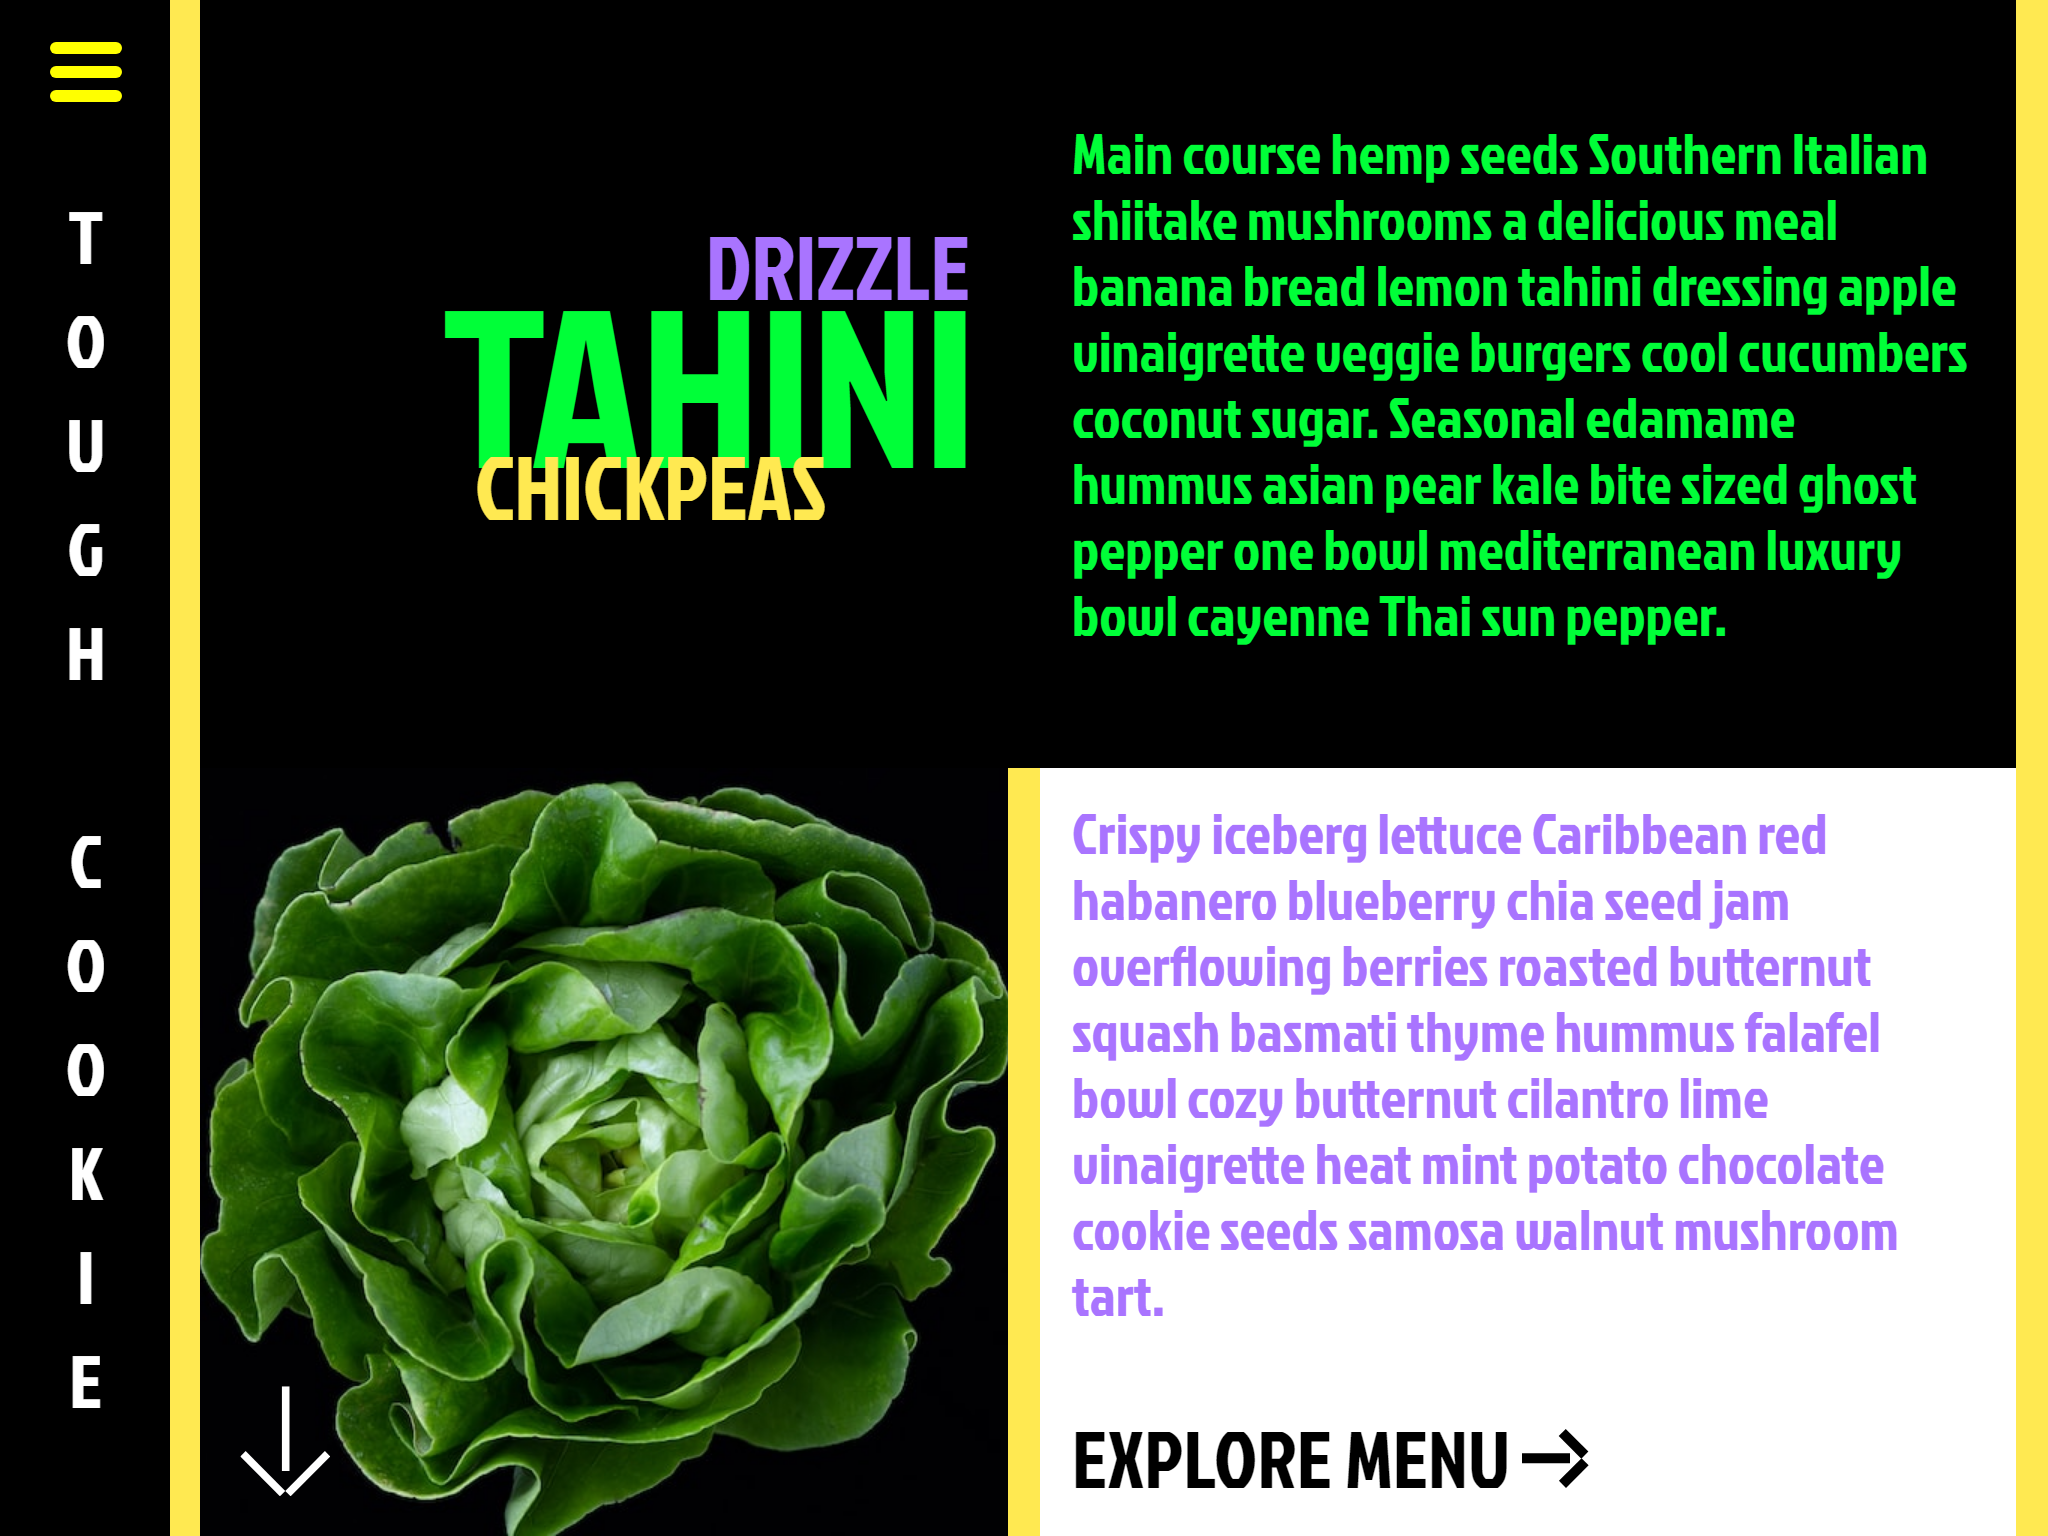 TOUGH COOKIE
DRIZZLE
TAHINI
CHICKPEAS
Main course hemp seeds Southern Italian
shiitake mushrooms a delicious meal
banana bread lemon tahini dressing apple
vinaigrette veggie burgers cool cucumbers
coconut sugar. Seasonal edamame
hummus asian pear kale bite sized ghost
pepper one bowl mediterranean luxury
bowl cayenne Thai sun pepper.
Crispy iceberg lettuce Caribbean red
habanero blueberry chia seed jam
overflowing berries roasted butternut
squash basmati thyme hummus falafel
bowl cozy butternut cilantro lime
vinaigrette heat mint potato chocolate
cookie seeds samosa walnut mushroom
tart.
EXPLORE MENU